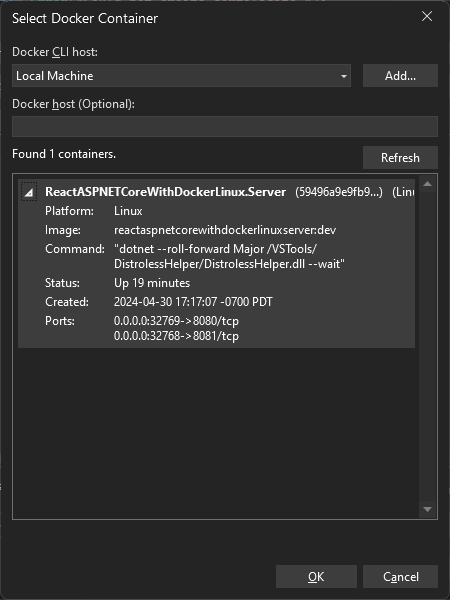 Select Docker Container
Docker CLI host:
Local Machine
Add...
Docker host (Optional):
Found 1 containers.
Refresh
ReactASPNETCoreWithDockerLinux.Server (59496a9e9fb9...) (Linu
Platform: Linux
Image: reactaspnetcorewithdockerlinuxserver:dev
Command: "dotnet --roll-forward Major /VSTools/
DistrolessHelper/DistrolessHelper.dll --wait"
Status: Up 19 minutes
Created: 2024-04-30 17:17:07 -0700 PDT
Ports: 0.0.0.0:32769->8080/tcp
0.0.0.0:32768->8081/tcp
OK
Cancel